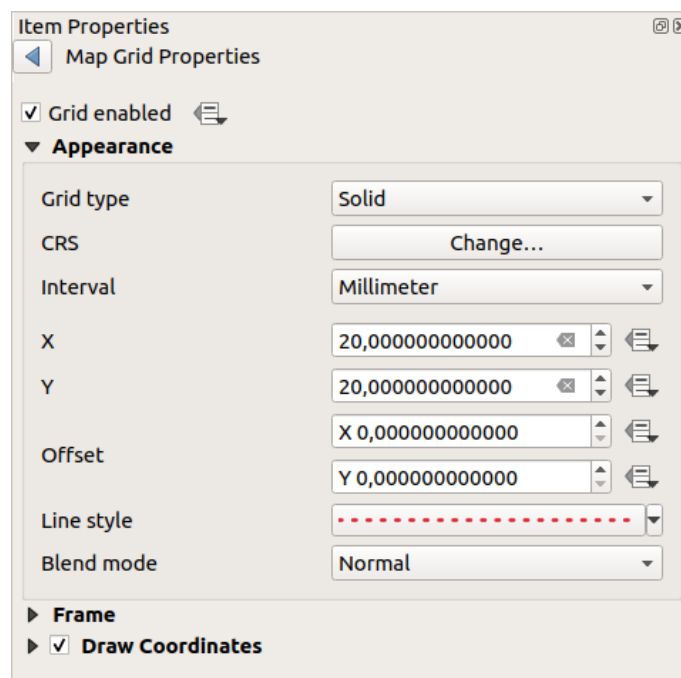 Item Properties
Map Grid Properties
Grid enabled
Appearance
Grid type Solid
CRS Change...
Interval Millimeter
X 20,000000000000
Y 20,000000000000
Offset X 0,000000000000
Y 0,000000000000
Line style
Blend mode Normal
Frame
Draw Coordinates